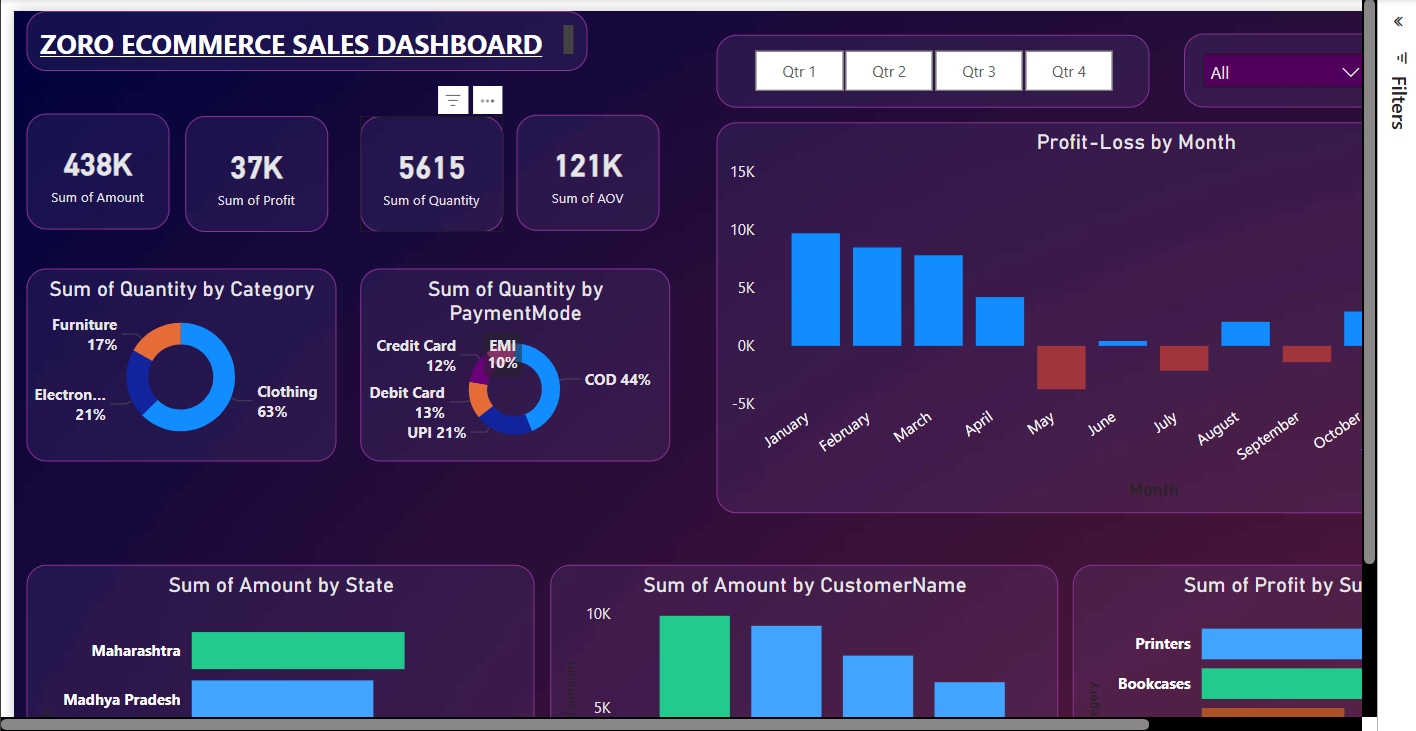 ZORO ECOMMERCE SALES DASHBOARD
Qtr 1
Qtr 2
Qtr 3
Qtr 4
All
Filters
438K
Sum of Amount
37K
Sum of Profit
5615
Sum of Quantity
121K
Sum of AOV
Sum of Quantity by Category
Furniture
17%
Electron...
21%
Clothing
63%
Sum of Quantity by
PaymentMode
Credit Card
12%
EMI
10%
Debit Card
13%
UPI 21%
COD 44%
Profit-Loss by Month
15K
10K
5K
0K
-5K
January
February
March
April
May
June
July
August
September
October
Month
Sum of Amount by State
Maharashtra
Madhya Pradesh
Sum of Amount by CustomerName
10K
5K
Amount
Sum of Profit by Su
Printers
Bookcases
egory